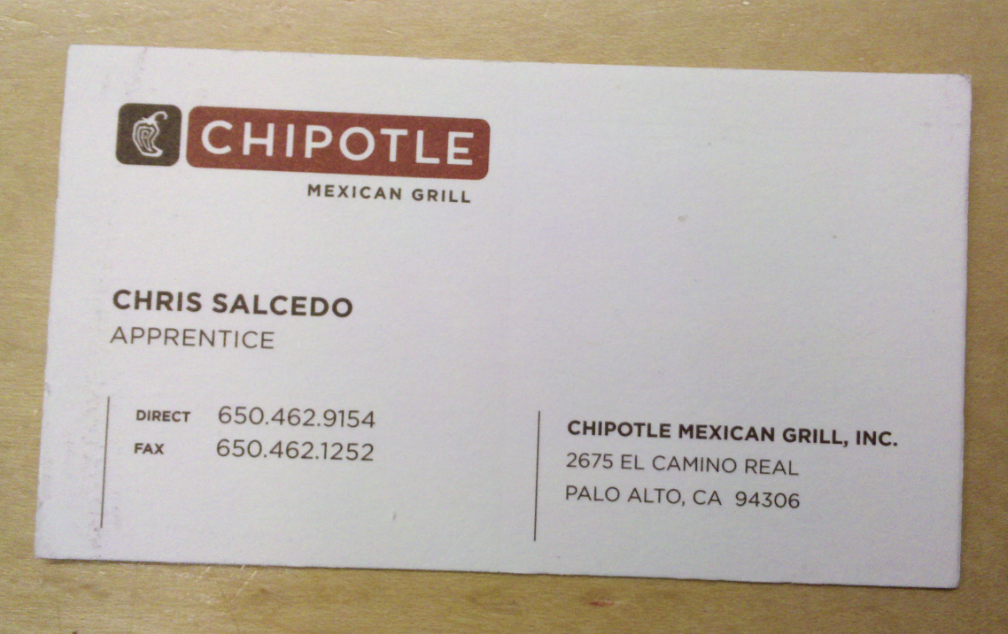 CHIPOTLE
MEXICAN GRILL
CHRIS SALCEDO
APPRENTICE
DIRECT 650.462.9154
FAX 650.462.1252
CHIPOTLE MEXICAN GRILL, INC.
2675 EL CAMINO REAL
PALO ALTO, CA 94306